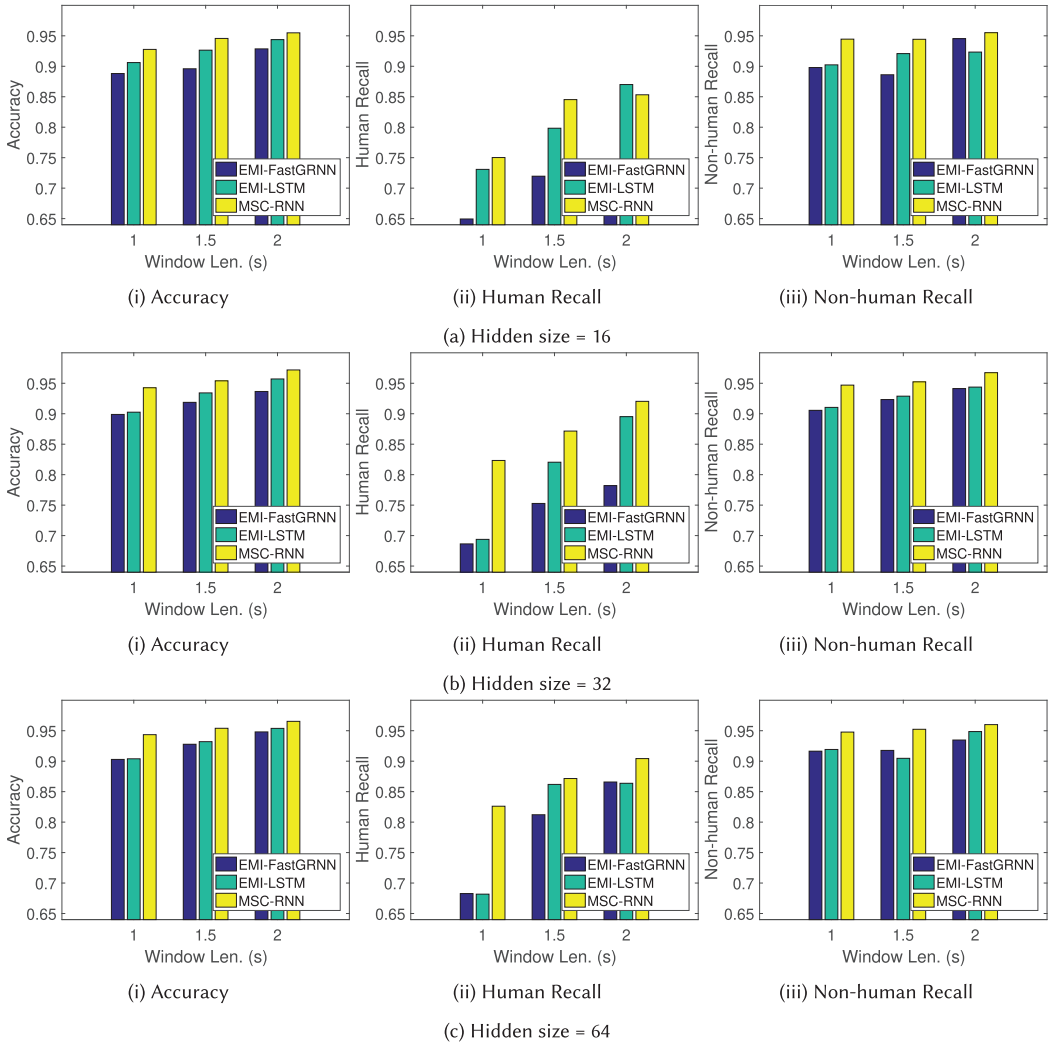 0.95
0.9
0.85
0.8
0.75
0.7
0.65
Accuracy
EMI-FastGRNN
EMI-LSTM
MSC-RNN
1 1.5 2
Window Len. (s)
(i) Accuracy
0.95
0.9
0.85
0.8
0.75
0.7
0.65
Human Recall
EMI-FastGRNN
EMI-LSTM
MSC-RNN
1 1.5 2
Window Len. (s)
(ii) Human Recall
0.95
0.9
0.85
0.8
0.75
0.7
0.65
Non-human Recall
EMI-FastGRNN
EMI-LSTM
MSC-RNN
1 1.5 2
Window Len. (s)
(iii) Non-human Recall
(a) Hidden size = 16
0.95
0.9
0.85
0.8
0.75
0.7
0.65
Accuracy
EMI-FastGRNN
EMI-LSTM
MSC-RNN
1 1.5 2
Window Len. (s)
(i) Accuracy
0.95
0.9
0.85
0.8
0.75
0.7
0.65
Human Recall
EMI-FastGRNN
EMI-LSTM
MSC-RNN
1 1.5 2
Window Len. (s)
(ii) Human Recall
0.95
0.9
0.85
0.8
0.75
0.7
0.65
Non-human Recall
EMI-FastGRNN
EMI-LSTM
MSC-RNN
1 1.5 2
Window Len. (s)
(iii) Non-human Recall
(b) Hidden size = 32
0.95
0.9
0.85
0.8
0.75
0.7
0.65
Accuracy
EMI-FastGRNN
EMI-LSTM
MSC-RNN
1 1.5 2
Window Len. (s)
(i) Accuracy
0.95
0.9
0.85
0.8
0.75
0.7
0.65
Human Recall
EMI-FastGRNN
EMI-LSTM
MSC-RNN
1 1.5 2
Window Len. (s)
(ii) Human Recall
0.95
0.9
0.85
0.8
0.75
0.7
0.65
Non-human Recall
EMI-FastGRNN
EMI-LSTM
MSC-RNN
1 1.5 2
Window Len. (s)
(iii) Non-human Recall
(c) Hidden size = 64